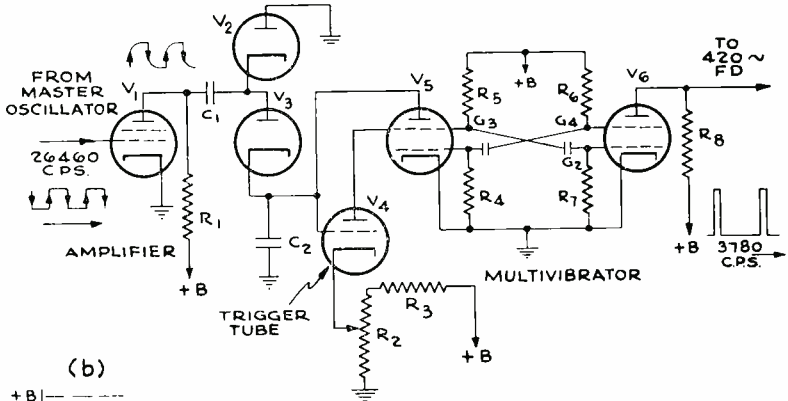 V2
V1
V3
V5
V6
FROM
MASTER
OSCILLATOR
26460
C.P.S.
C1
R1
AMPLIFIER
+B
C2
V4
TRIGGER
TUBE
R2
R3
+B
R5
+B
R6
G3
G4
G2
R4
R7
MULTIVIBRATOR
TO
420~
FD
R8
+B
3780
C.P.S.
(b)
+B